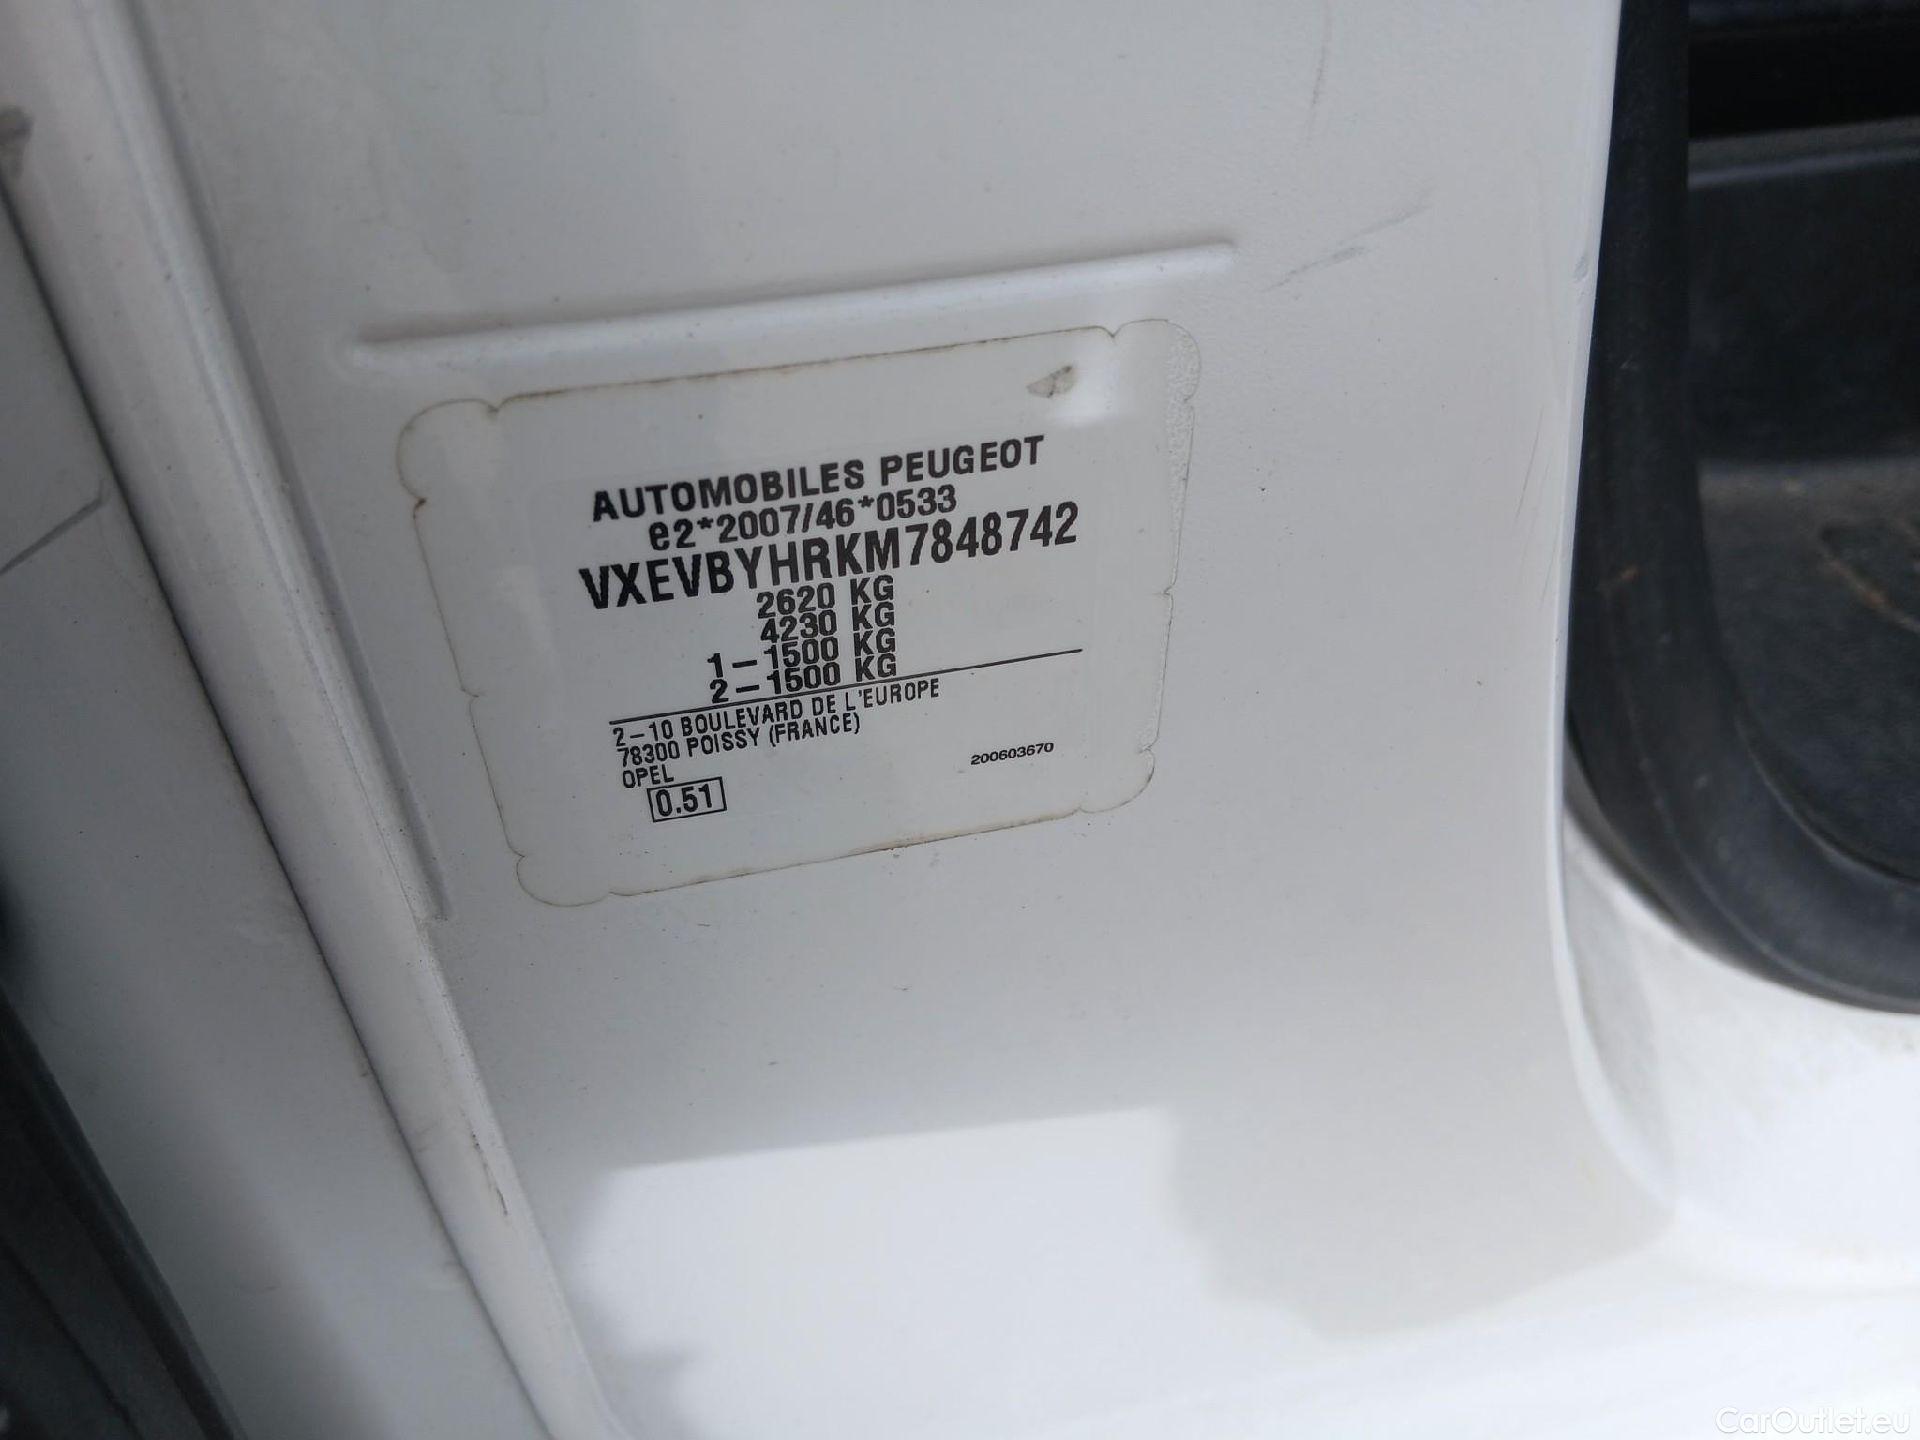 AUTOMOBILES PEUGEOT
e2*2007/46*0533
VXEVBYHRKM7848742
2620 KG
4230 KG
1-1500 KG
2-1500 KG
2-10 BOULEVARD DE L'EUROPE
78300 POISSY (FRANCE)
OPEL
200603670
0.51
CarOutlet.eu